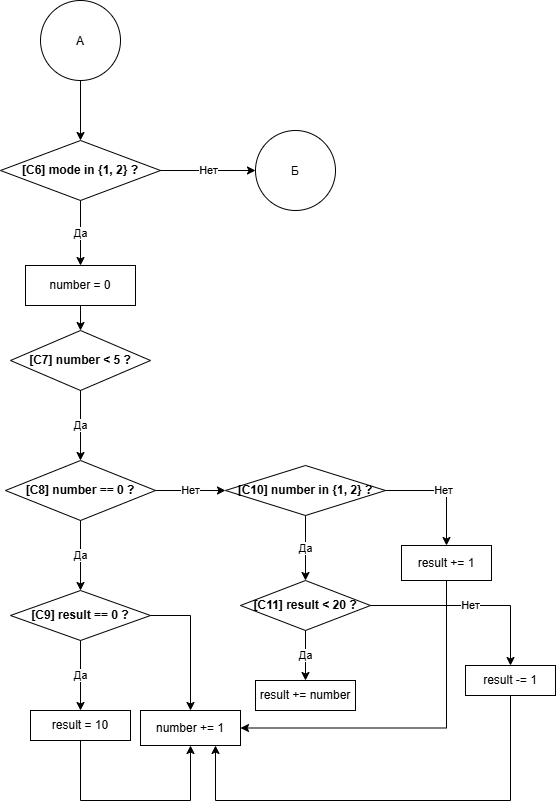 А
[C6] mode in {1, 2} ?
Нет
Б
Да
number = 0
[C7] number < 5 ?
Да
[C8] number == 0 ?
Нет
[C10] number in {1, 2} ?
Нет
Да
Да
result += 1
[C9] result == 0 ?
[C11] result < 20 ?
Нет
Да
Да
result += number
result -= 1
result = 10
number += 1